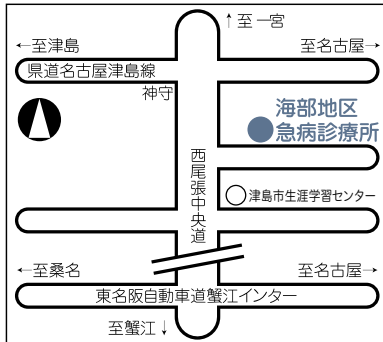 ↑至一宮
←至津島
至名古屋→
県道名古屋津島線
神守
海部地区
急病診療所
西尾張中央道
津島市生涯学習センター
←至桑名
至名古屋→
東名阪自動車道蟹江インター
至蟹江↓